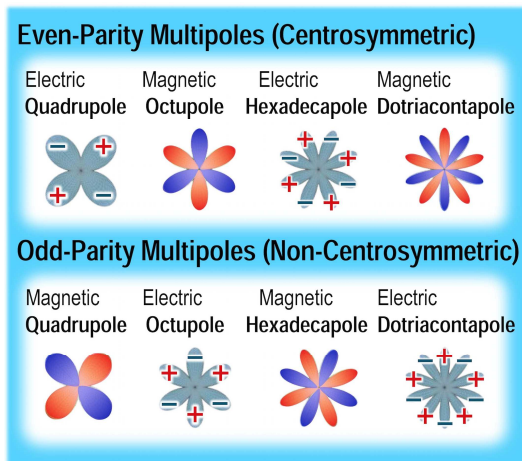 Even-Parity Multipoles (Centrosymmetric)
Electric Magnetic Electric Magnetic
Quadrupole Octupole Hexadecapole Dotriacontapole
− + + − + − + − + −
+ − − + − +
Odd-Parity Multipoles (Non-Centrosymmetric)
Magnetic Electric Magnetic Electric
Quadrupole Octupole Hexadecapole Dotriacontapole